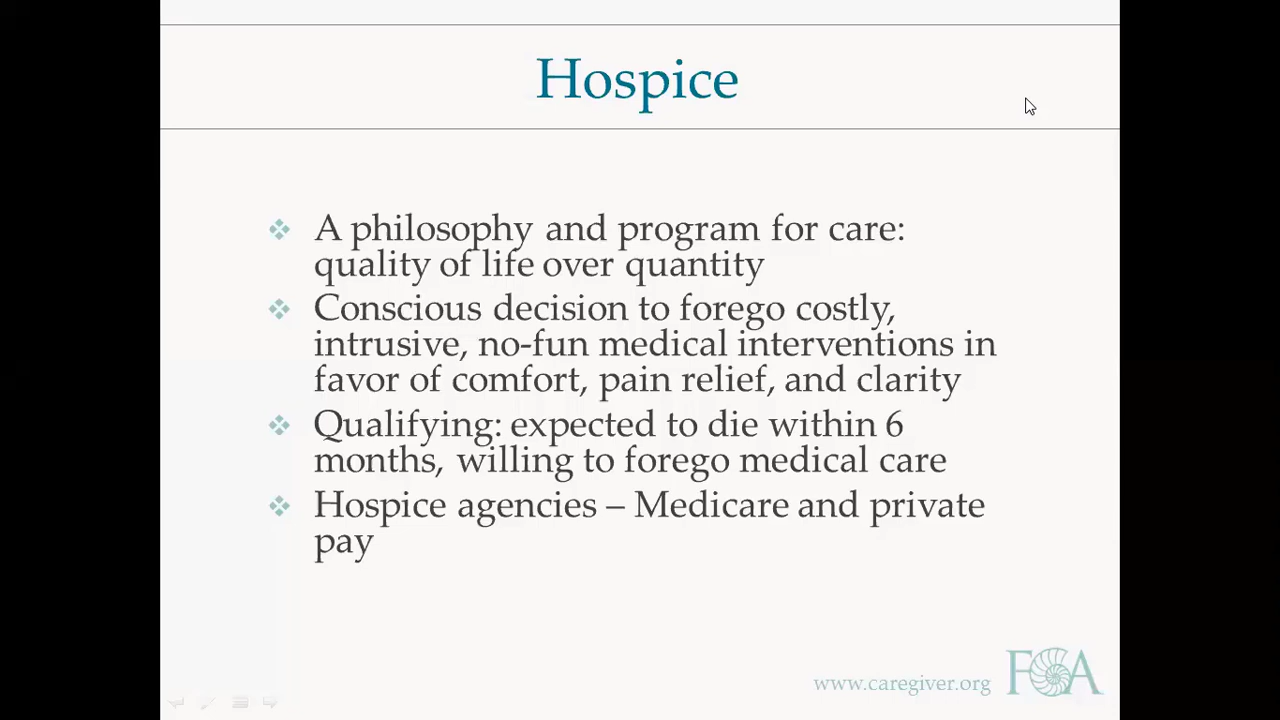 Hospice
A philosophy and program for care:
quality of life over quantity
Conscious decision to forego costly,
intrusive, no-fun medical interventions in
favor of comfort, pain relief, and clarity
Qualifying: expected to die within 6
months, willing to forego medical care
Hospice agencies – Medicare and private
pay
www.caregiver.org
FCA